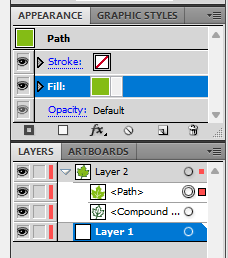 APPEARANCE GRAPHIC STYLES
Path
Stroke:
Fill:
Opacity: Default
fx
LAYERS ARTBOARDS
Layer 2
<Path>
<Compound ...
Layer 1